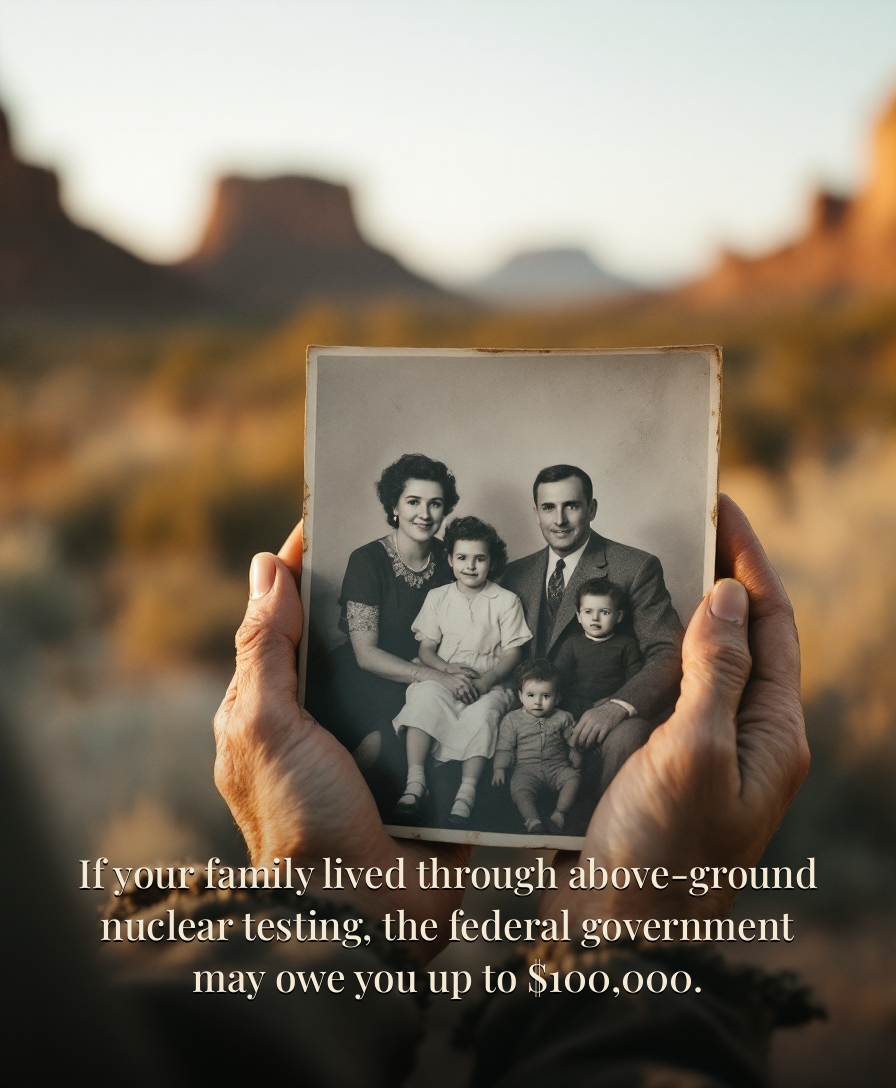 If your family lived through above-ground
nuclear testing, the federal government
may owe you up to $100,000.